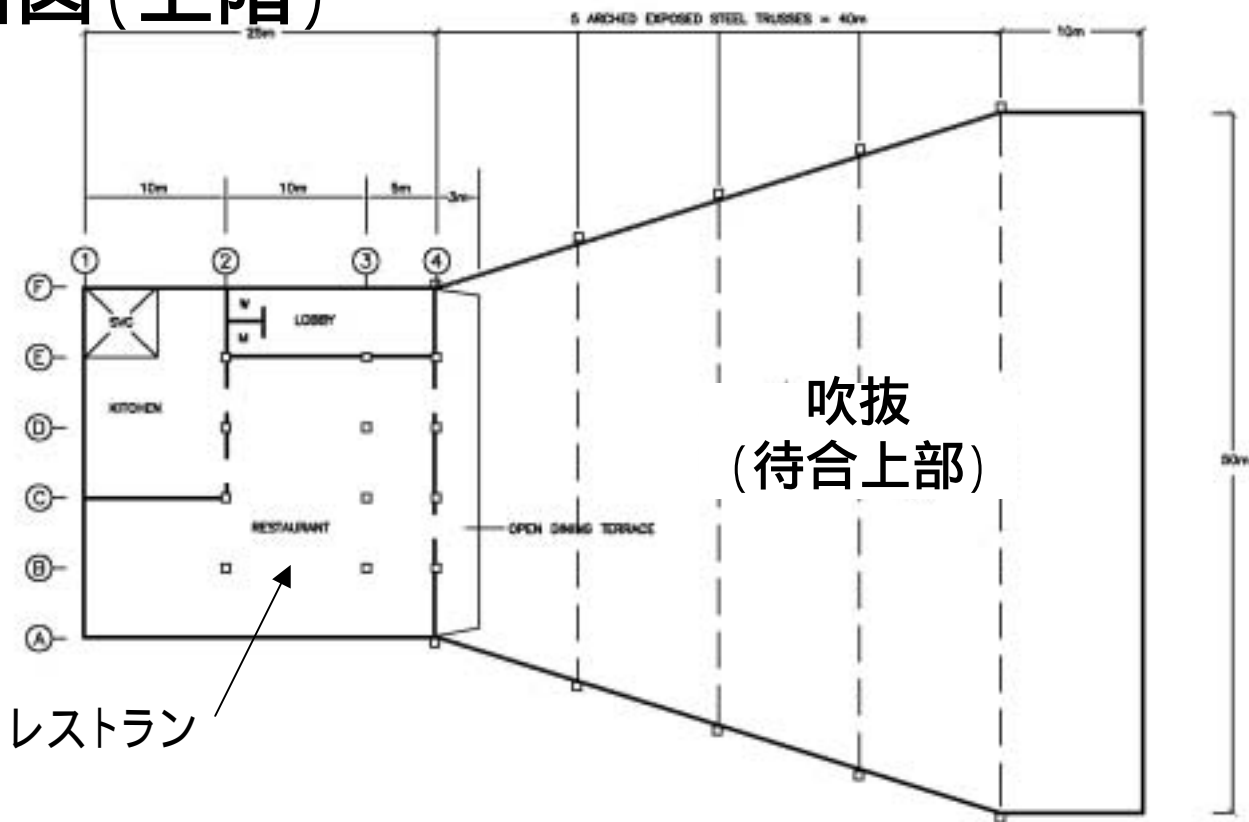 図(上階)
5 ARCHED EXPOSED STEEL TRUSSES = 40m
25m
10m
10m
10m
5m
3m
1
2
3
4
F
E
D
C
B
A
SVC
W
M
LOBBY
KITCHEN
RESTAURANT
OPEN DINING TERRACE
吹抜
(待合上部)
50m
レストラン